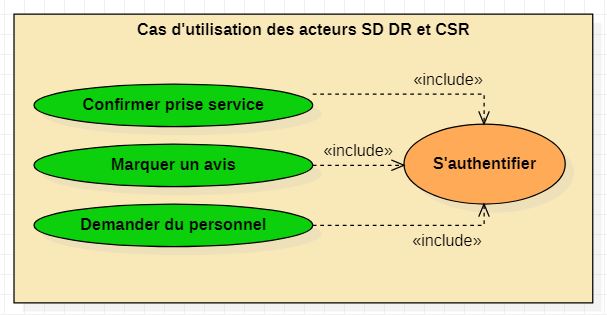 Cas d'utilisation des acteurs SD DR et CSR
«include»
Confirmer prise service
«include»
Marquer un avis
S'authentifier
Demander du personnel
«include»